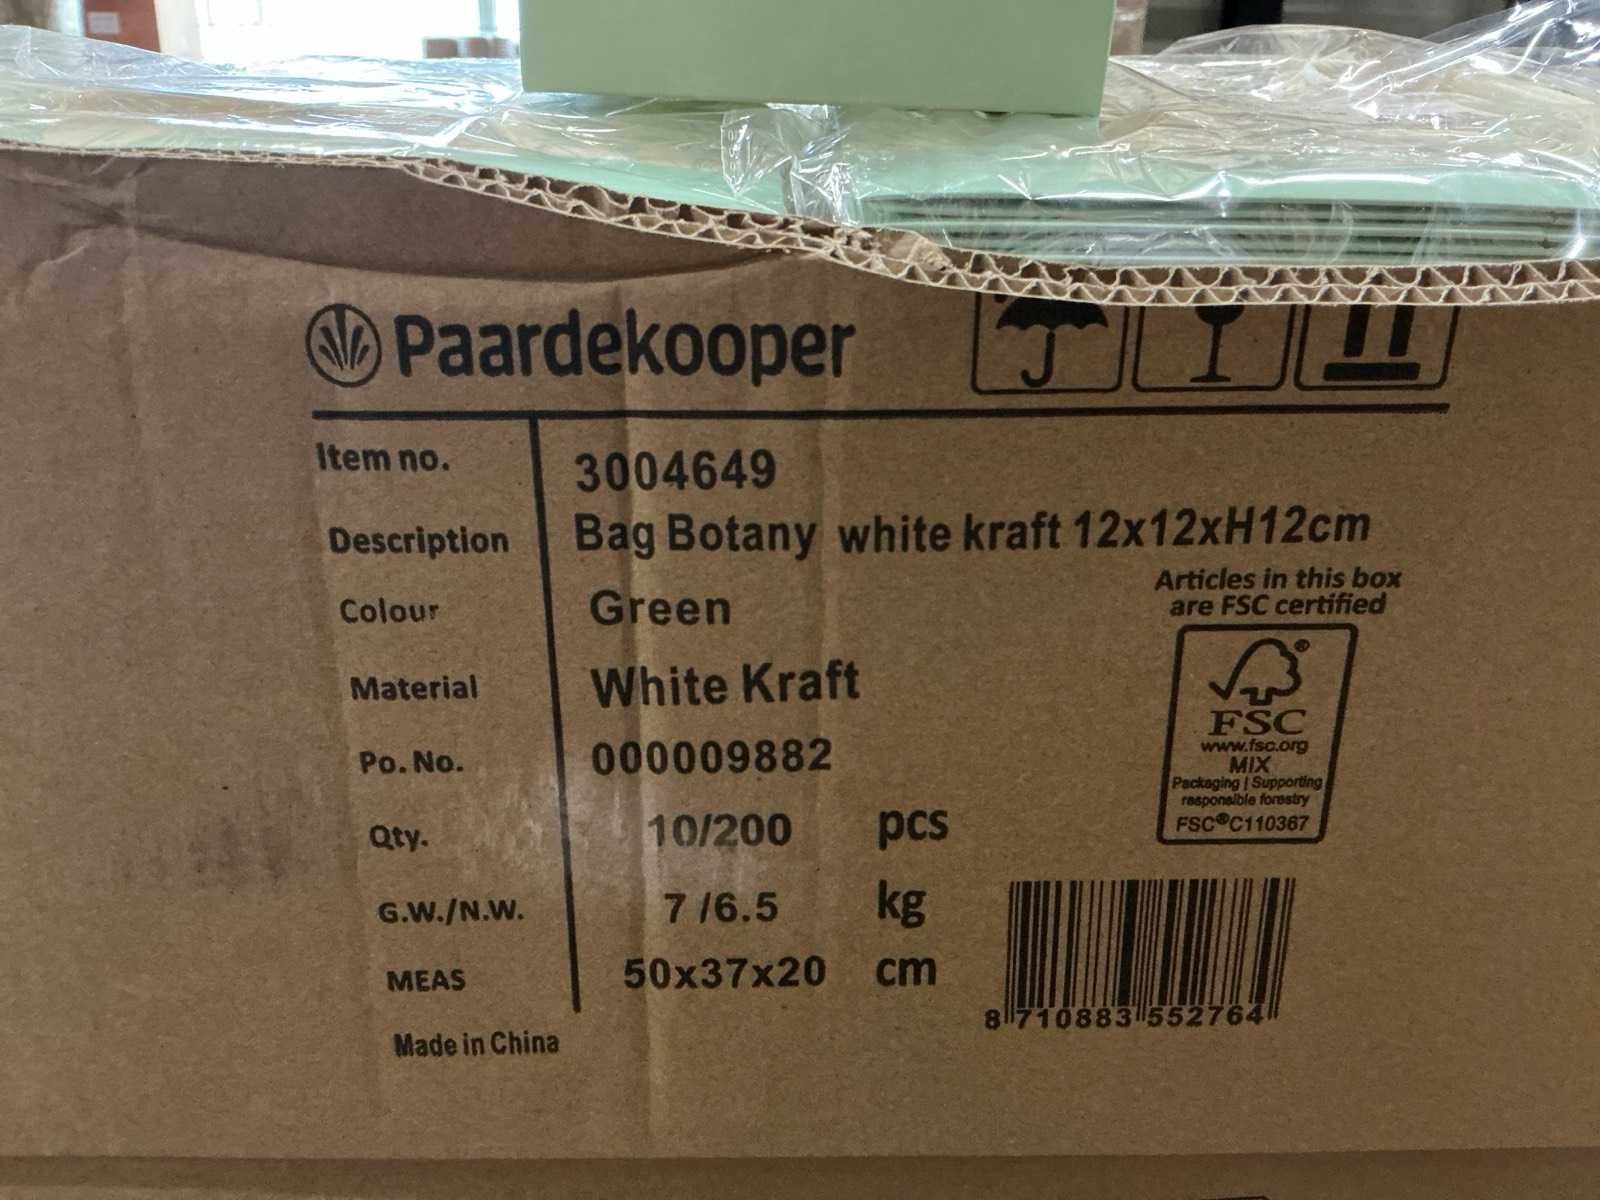 Paardekooper
Item no. 3004649
Description Bag Botany white kraft 12x12xH12cm
Articles in this box
are FSC certified
Colour Green
Material White Kraft
FSC
www.fsc.org
MIX
Packaging | Supporting
responsible forestry
FSC®C110367
Po. No. 000009882
Qty. 10/200 pcs
G.W./N.W. 7 /6.5 kg
MEAS 50x37x20 cm
8 710883 552764
Made in China